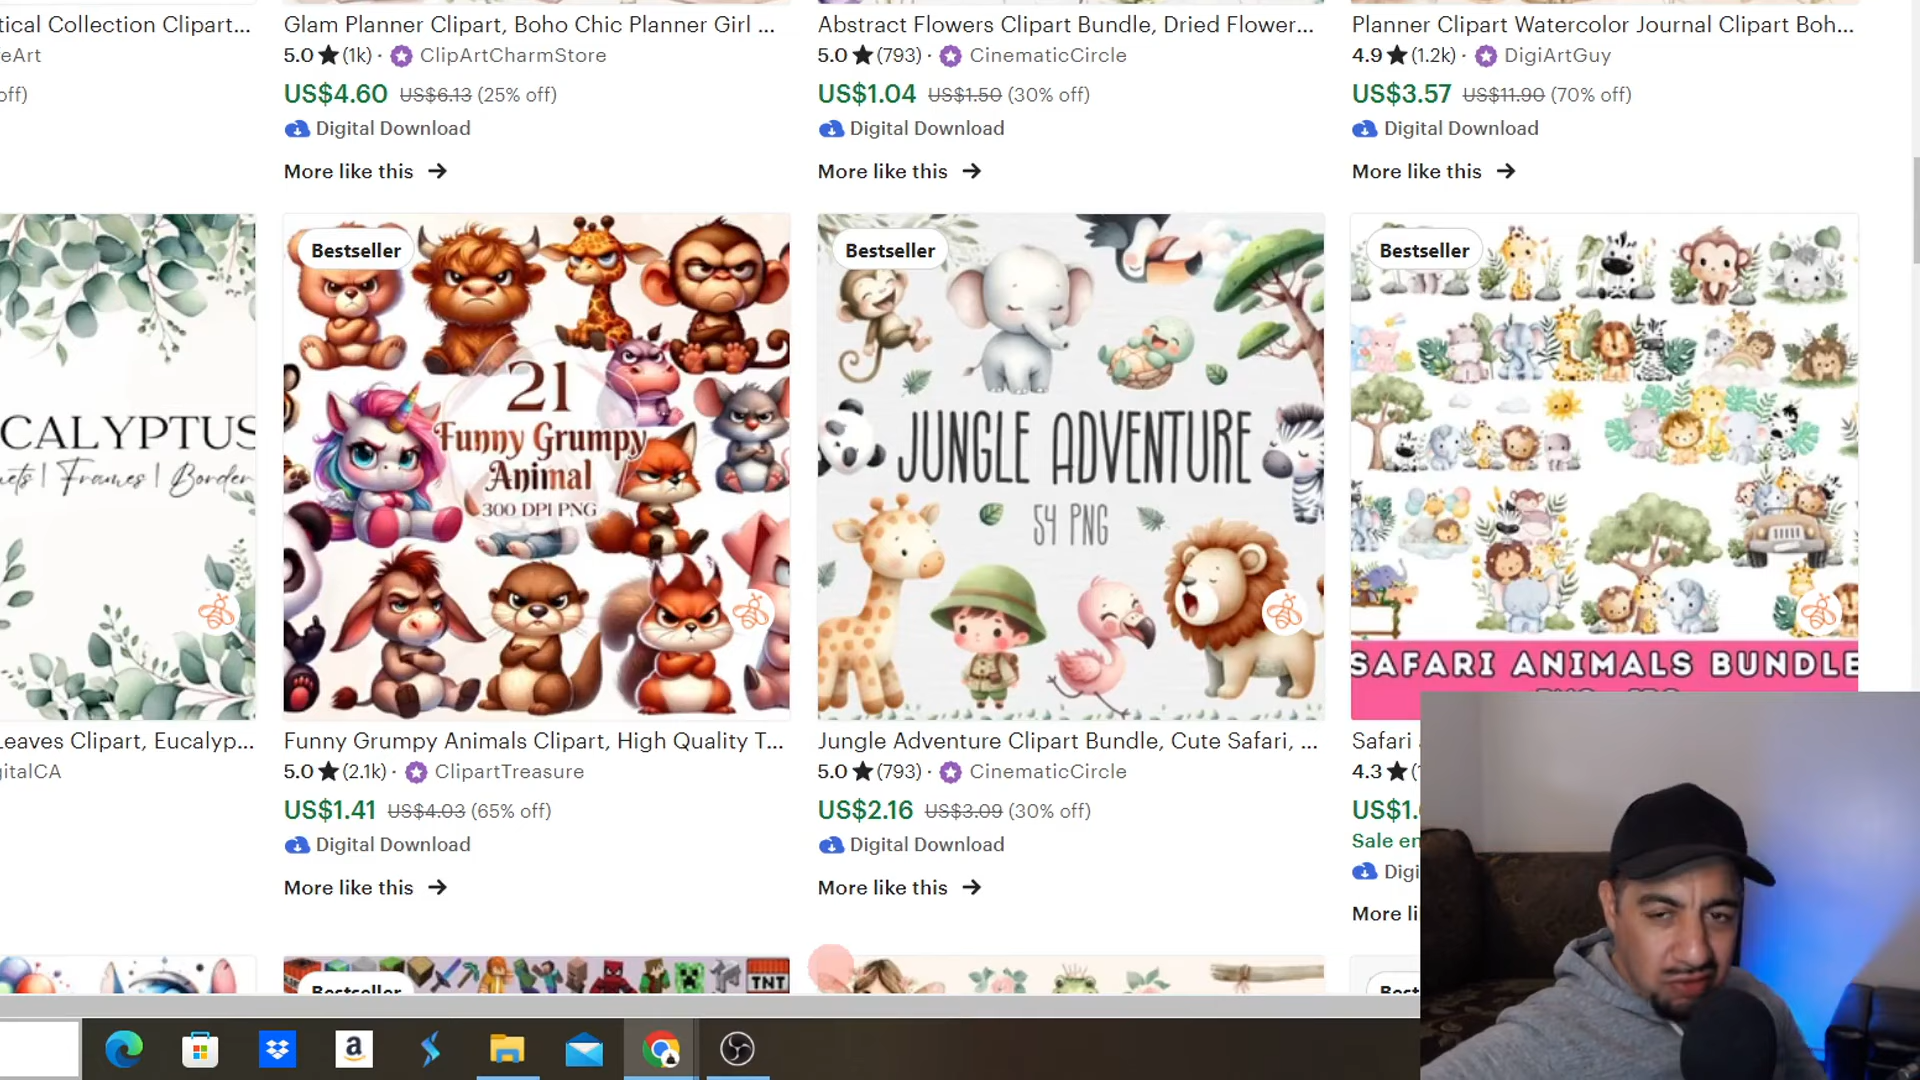 tical Collection Clipart...
eArt
off)
Glam Planner Clipart, Boho Chic Planner Girl ...
5.0 ★ (1k) · ClipArtCharmStore
US$4.60 US$6.13 (25% off)
Digital Download
More like this →
Abstract Flowers Clipart Bundle, Dried Flower...
5.0 ★ (793) · CinematicCircle
US$1.04 US$1.50 (30% off)
Digital Download
More like this →
Planner Clipart Watercolor Journal Clipart Boh...
4.9 ★ (1.2k) · DigiArtGuy
US$3.57 US$11.90 (70% off)
Digital Download
More like this →
CALYPTUS
ets | Frames | Border
Leaves Clipart, Eucalyp...
gitalCA
Bestseller
21
Funny Grumpy
Animal
300 DPI PNG
Funny Grumpy Animals Clipart, High Quality T...
5.0 ★ (2.1k) · ClipartTreasure
US$1.41 US$4.03 (65% off)
Digital Download
More like this →
Bestseller
JUNGLE ADVENTURE
54 PNG
Jungle Adventure Clipart Bundle, Cute Safari, ...
5.0 ★ (793) · CinematicCircle
US$2.16 US$3.09 (30% off)
Digital Download
More like this →
Bestseller
SAFARI ANIMALS BUNDLE
Safari
4.3 ★ (1
US$1.
Sale en
Digi
More li
Bestseller
TNT
Best
a